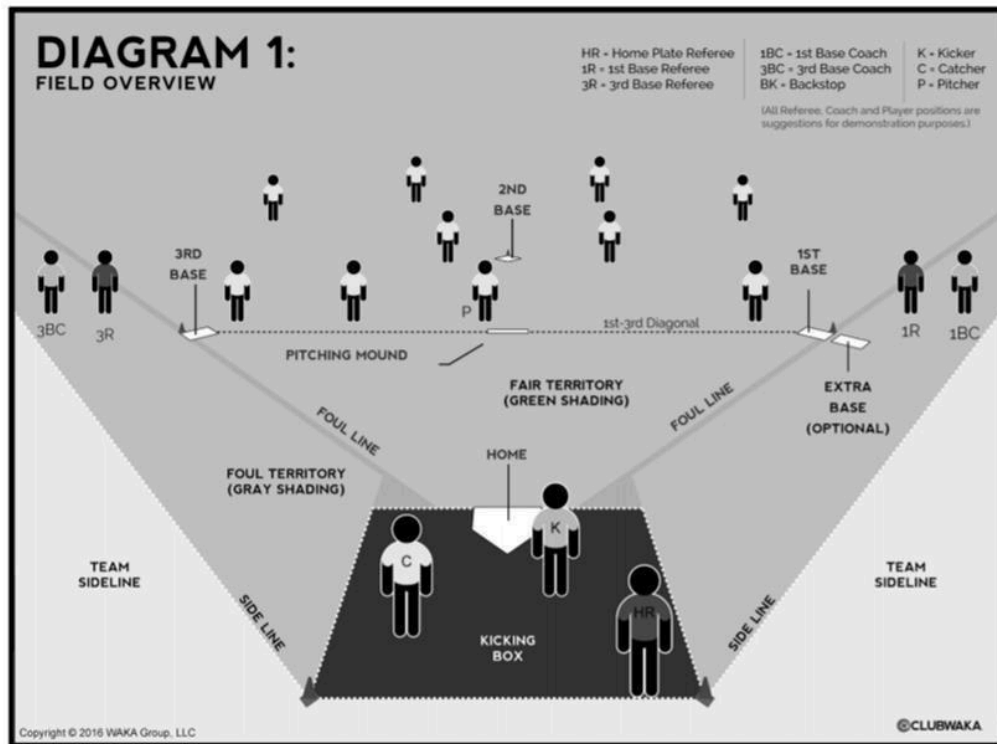 DIAGRAM 1:
FIELD OVERVIEW
HR = Home Plate Referee
1R = 1st Base Referee
3R = 3rd Base Referee
1BC = 1st Base Coach
3BC = 3rd Base Coach
BK = Backstop
K = Kicker
C = Catcher
P = Pitcher
(All Referee, Coach and Player positions are
suggestions for demonstration purposes.)
2ND
BASE
3RD
BASE
1ST
BASE
3BC
3R
P
1R
1BC
1st-3rd Diagonal
PITCHING MOUND
FAIR TERRITORY
(GREEN SHADING)
EXTRA
BASE
(OPTIONAL)
FOUL LINE
FOUL LINE
HOME
FOUL TERRITORY
(GRAY SHADING)
K
C
TEAM
SIDELINE
TEAM
SIDELINE
HR
SIDE LINE
SIDE LINE
KICKING
BOX
Copyright © 2016 WAKA Group, LLC
@CLUBWAKA